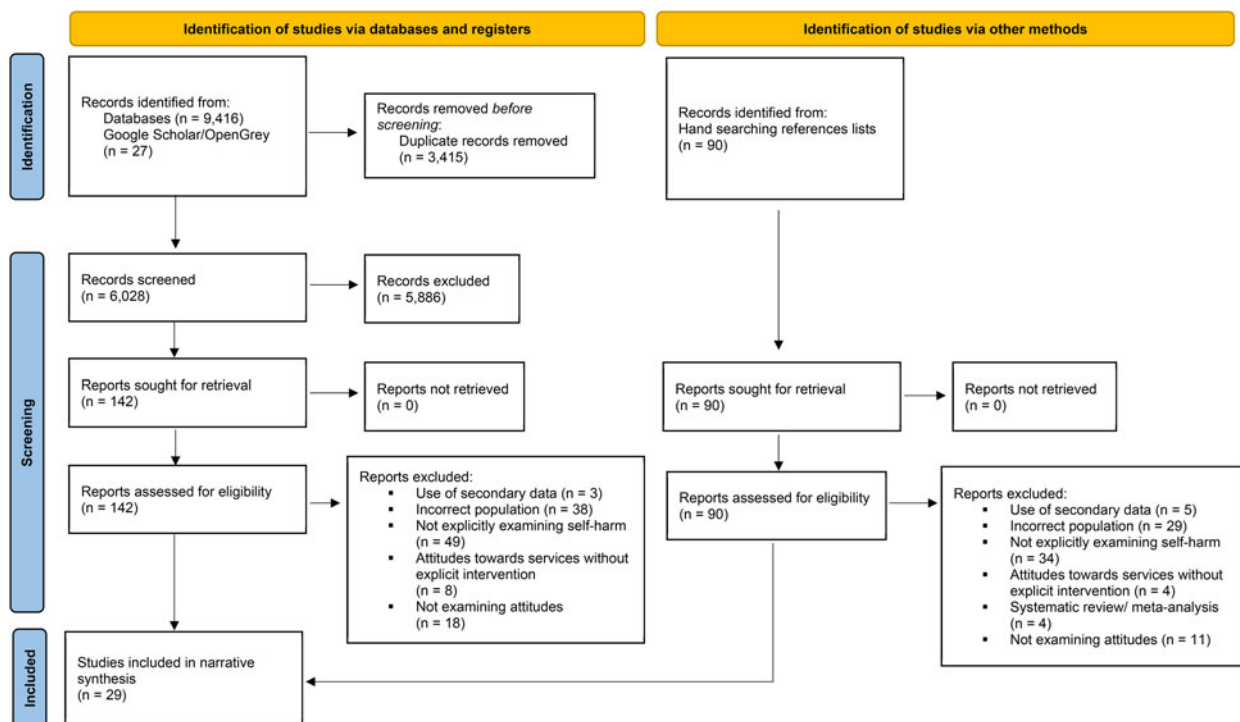 Identification of studies via databases and registers
Identification of studies via other methods
Identification
Records identified from:
Databases (n = 9,416)
Google Scholar/OpenGrey
(n = 27)
Records removed before
screening:
Duplicate records removed
(n = 3,415)
Records identified from:
Hand searching references lists
(n = 90)
Screening
Records screened
(n = 6,028)
Records excluded
(n = 5,886)
Reports sought for retrieval
(n = 142)
Reports not retrieved
(n = 0)
Reports sought for retrieval
(n = 90)
Reports not retrieved
(n = 0)
Reports assessed for eligibility
(n = 142)
Reports excluded:
▪ Use of secondary data (n = 3)
▪ Incorrect population (n = 38)
▪ Not explicitly examining self-harm
(n = 49)
▪ Attitudes towards services without
explicit intervention
(n = 8)
▪ Not examining attitudes
(n = 18)
Reports assessed for eligibility
(n = 90)
Reports excluded:
▪ Use of secondary data (n = 5)
▪ Incorrect population (n = 29)
▪ Not explicitly examining self-harm
(n = 34)
▪ Attitudes towards services without
explicit intervention (n = 4)
▪ Systematic review/ meta-analysis
(n = 4)
▪ Not examining attitudes (n = 11)
Included
Studies included in narrative
synthesis
(n = 29)